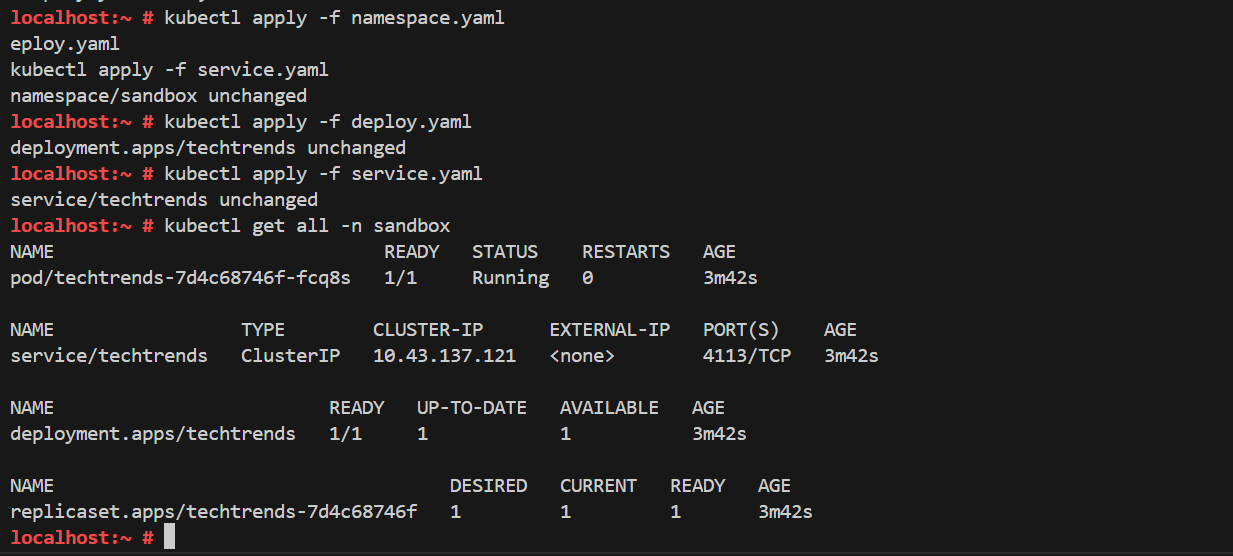 localhost:~ # kubectl apply -f namespace.yaml
eploy.yaml
kubectl apply -f service.yaml
namespace/sandbox unchanged
localhost:~ # kubectl apply -f deploy.yaml
deployment.apps/techtrends unchanged
localhost:~ # kubectl apply -f service.yaml
service/techtrends unchanged
localhost:~ # kubectl get all -n sandbox
NAME                                  READY   STATUS    RESTARTS   AGE
pod/techtrends-7d4c68746f-fcq8s   1/1     Running   0          3m42s

NAME                 TYPE        CLUSTER-IP      EXTERNAL-IP   PORT(S)    AGE
service/techtrends   ClusterIP   10.43.137.121   <none>        4113/TCP   3m42s

NAME                         READY   UP-TO-DATE   AVAILABLE   AGE
deployment.apps/techtrends   1/1     1            1           3m42s

NAME                                    DESIRED   CURRENT   READY   AGE
replicaset.apps/techtrends-7d4c68746f   1         1         1       3m42s
localhost:~ #